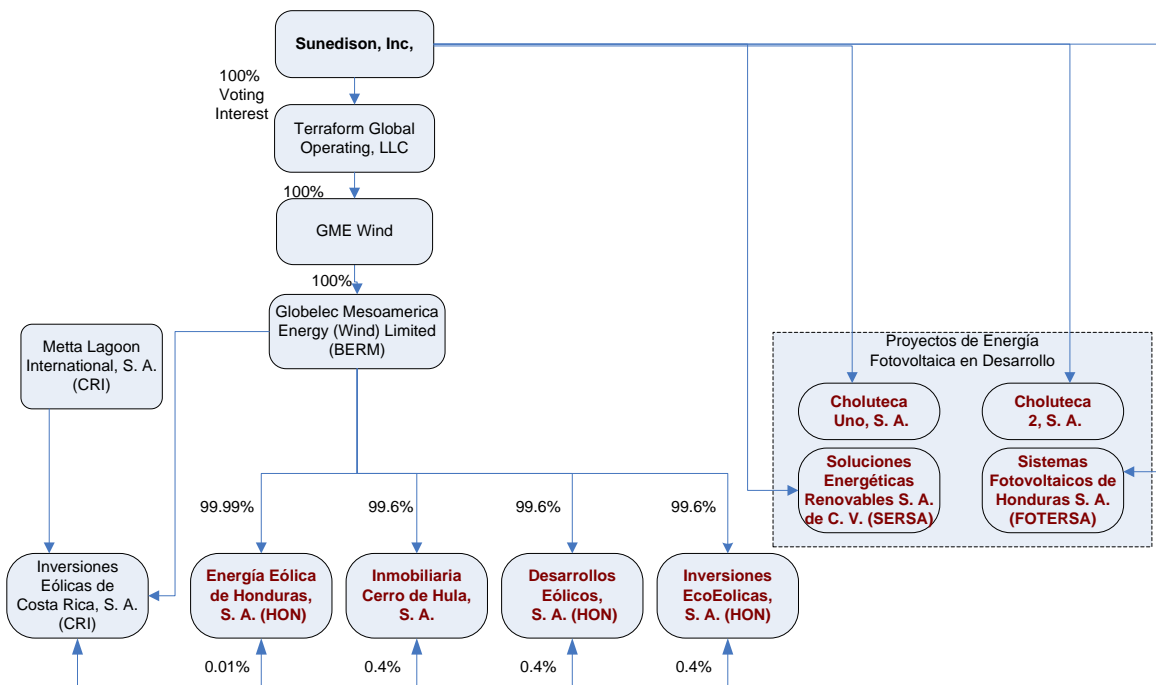 Sunedison, Inc,
100%
Voting
Interest
Terraform Global
Operating, LLC
100%
GME Wind
100%
Globelec Mesoamerica
Energy (Wind) Limited
(BERM)
Metta Lagoon
International, S. A.
(CRI)
Proyectos de Energía
Fotovoltaica en Desarrollo
Choluteca
Uno, S. A.
Choluteca
2, S. A.
Soluciones
Energéticas
Renovables S. A.
de C. V. (SERSA)
Sistemas
Fotovoltaicos de
Honduras S. A.
(FOTERSA)
99.99%
99.6%
99.6%
99.6%
Inversiones
Eólicas de
Costa Rica, S. A.
(CRI)
Energía Eólica
de Honduras,
S. A. (HON)
Inmobiliaria
Cerro de Hula,
S. A.
Desarrollos
Eólicos,
S. A. (HON)
Inversiones
EcoEolicas,
S. A. (HON)
0.01%
0.4%
0.4%
0.4%